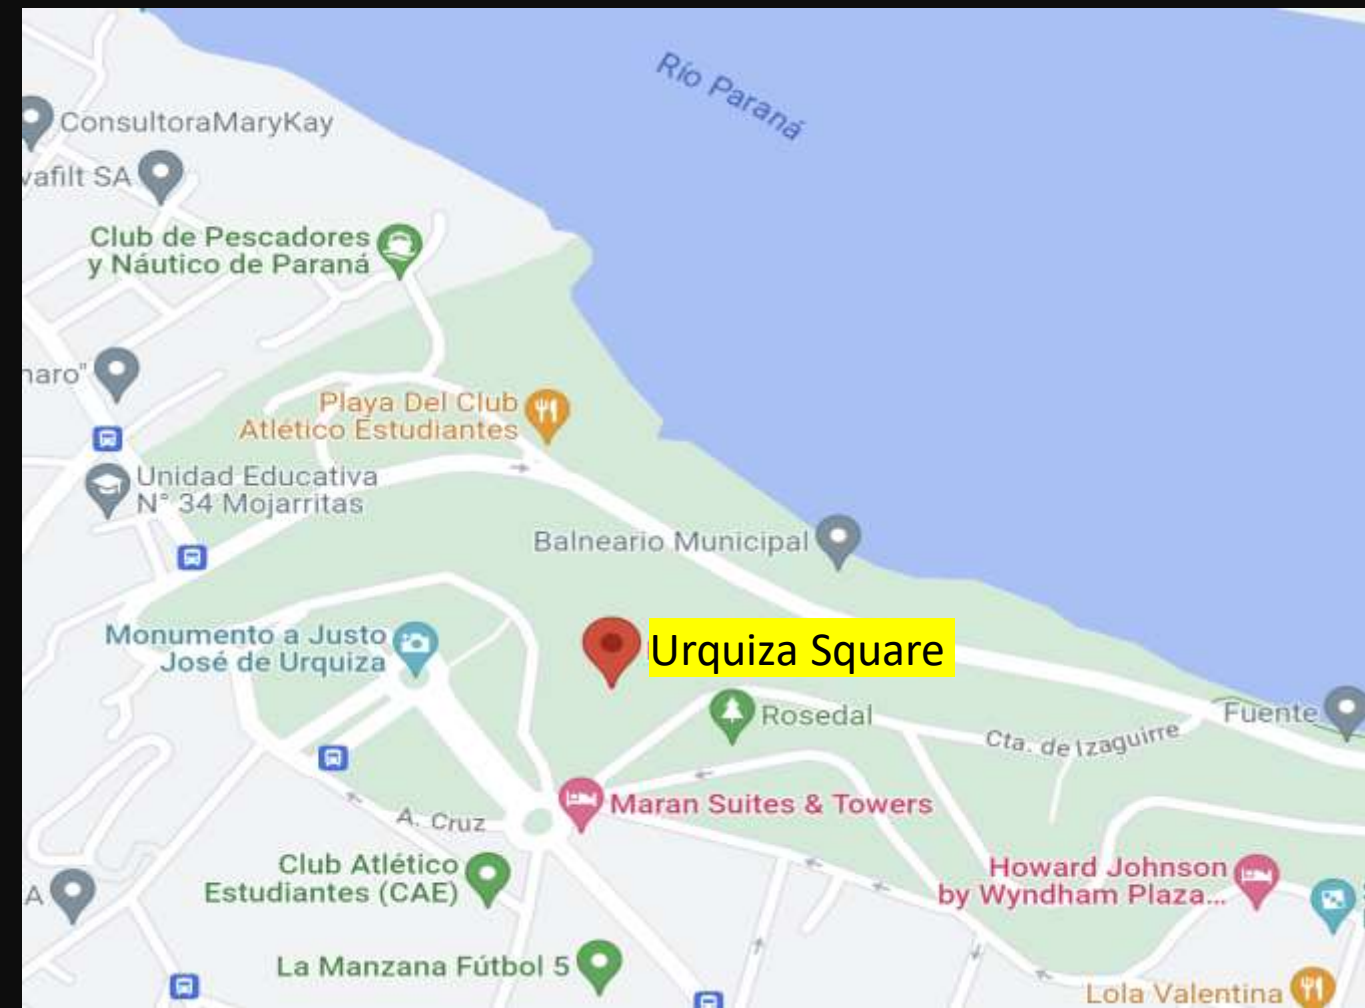 Río Paraná
ConsultoraMaryKay
vafilt SA
Club de Pescadores
y Náutico de Paraná
naro"
Playa Del Club
Atlético Estudiantes
Unidad Educativa
N° 34 Mojarritas
Balneario Municipal
Monumento a Justo
José de Urquiza
Urquiza Square
Rosedal
Fuente
Cta. de Izaguirre
Maran Suites & Towers
A. Cruz
Club Atlético
Estudiantes (CAE)
Howard Johnson
by Wyndham Plaza...
A
La Manzana Fútbol 5
Lola Valentina